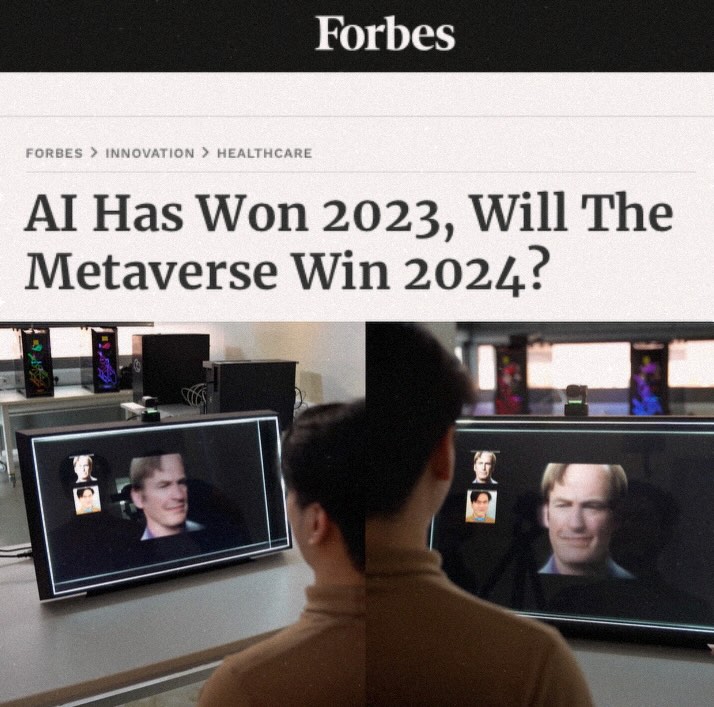 Forbes
FORBES > INNOVATION > HEALTHCARE
AI Has Won 2023, Will The
Metaverse Win 2024?